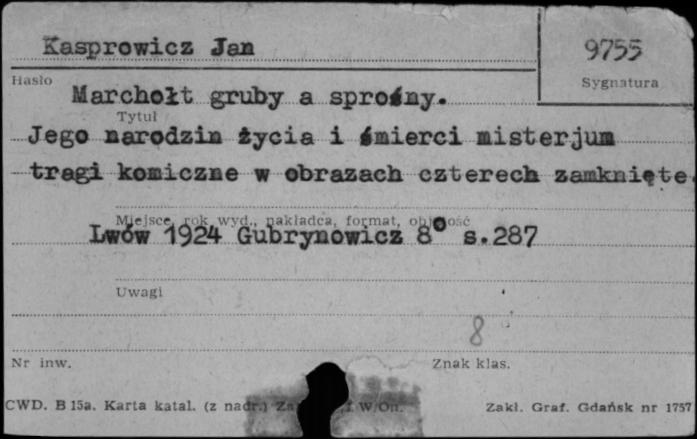 Kasprowicz Jan
9755
Hasło
Sygnatura
Marchołt gruby a sprośny.
Tytuł
Jego narodzin życia i śmierci misterjum
tragi komiczne w obrazach czterech zamknięte.
Miejsce, rok wyd., nakładca, format, objętość
Lwów 1924 Gubrynowicz 8° s.287
Uwagi
8
Nr inw.
Znak klas.
CWD. B 15a. Karta katal. (z nadr.) W/On.
Zakł. Graf. Gdańsk nr 1757